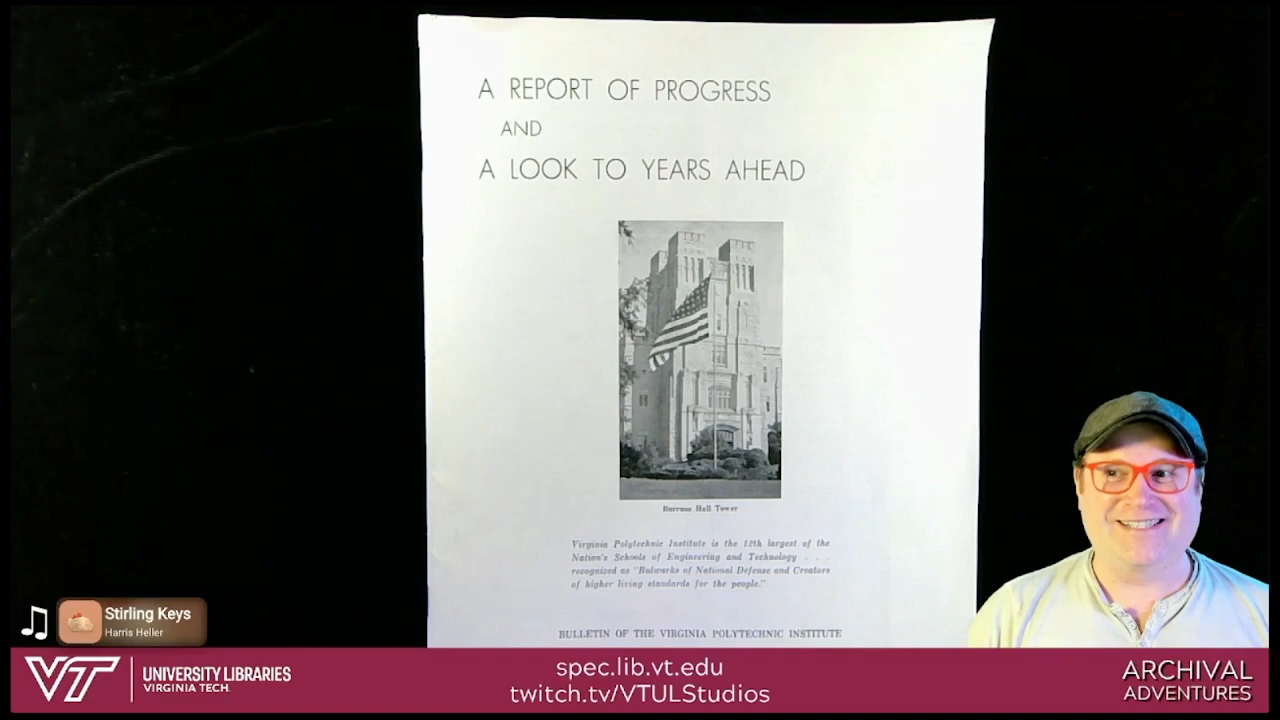 A REPORT OF PROGRESS
AND
A LOOK TO YEARS AHEAD
Burruss Hall Tower
Virginia Polytechnic Institute is the 12th largest of the
Nation's Schools of Engineering and Technology . . .
recognized as "Bulwarks of National Defense and Creators
of higher living standards for the people."
BULLETIN OF THE VIRGINIA POLYTECHNIC INSTITUTE
Stirling Keys
Harris Heller
VT
UNIVERSITY LIBRARIES
VIRGINIA TECH.
spec.lib.vt.edu
twitch.tv/VTULStudios
ARCHIVAL
ADVENTURES